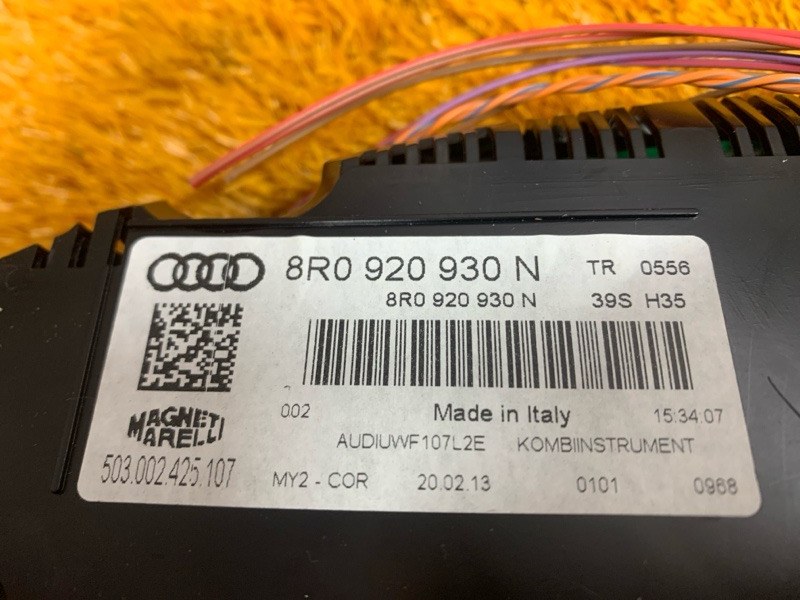 8R0 920 930 N TR 0556
8R0 920 930 N 39S H35
002 Made in Italy 15:34:07
MAGNETI
MARELLI
AUDIUWF107L2E KOMBIINSTRUMENT
503.002.425.107
MY2 - COR 20.02.13 0101 0968